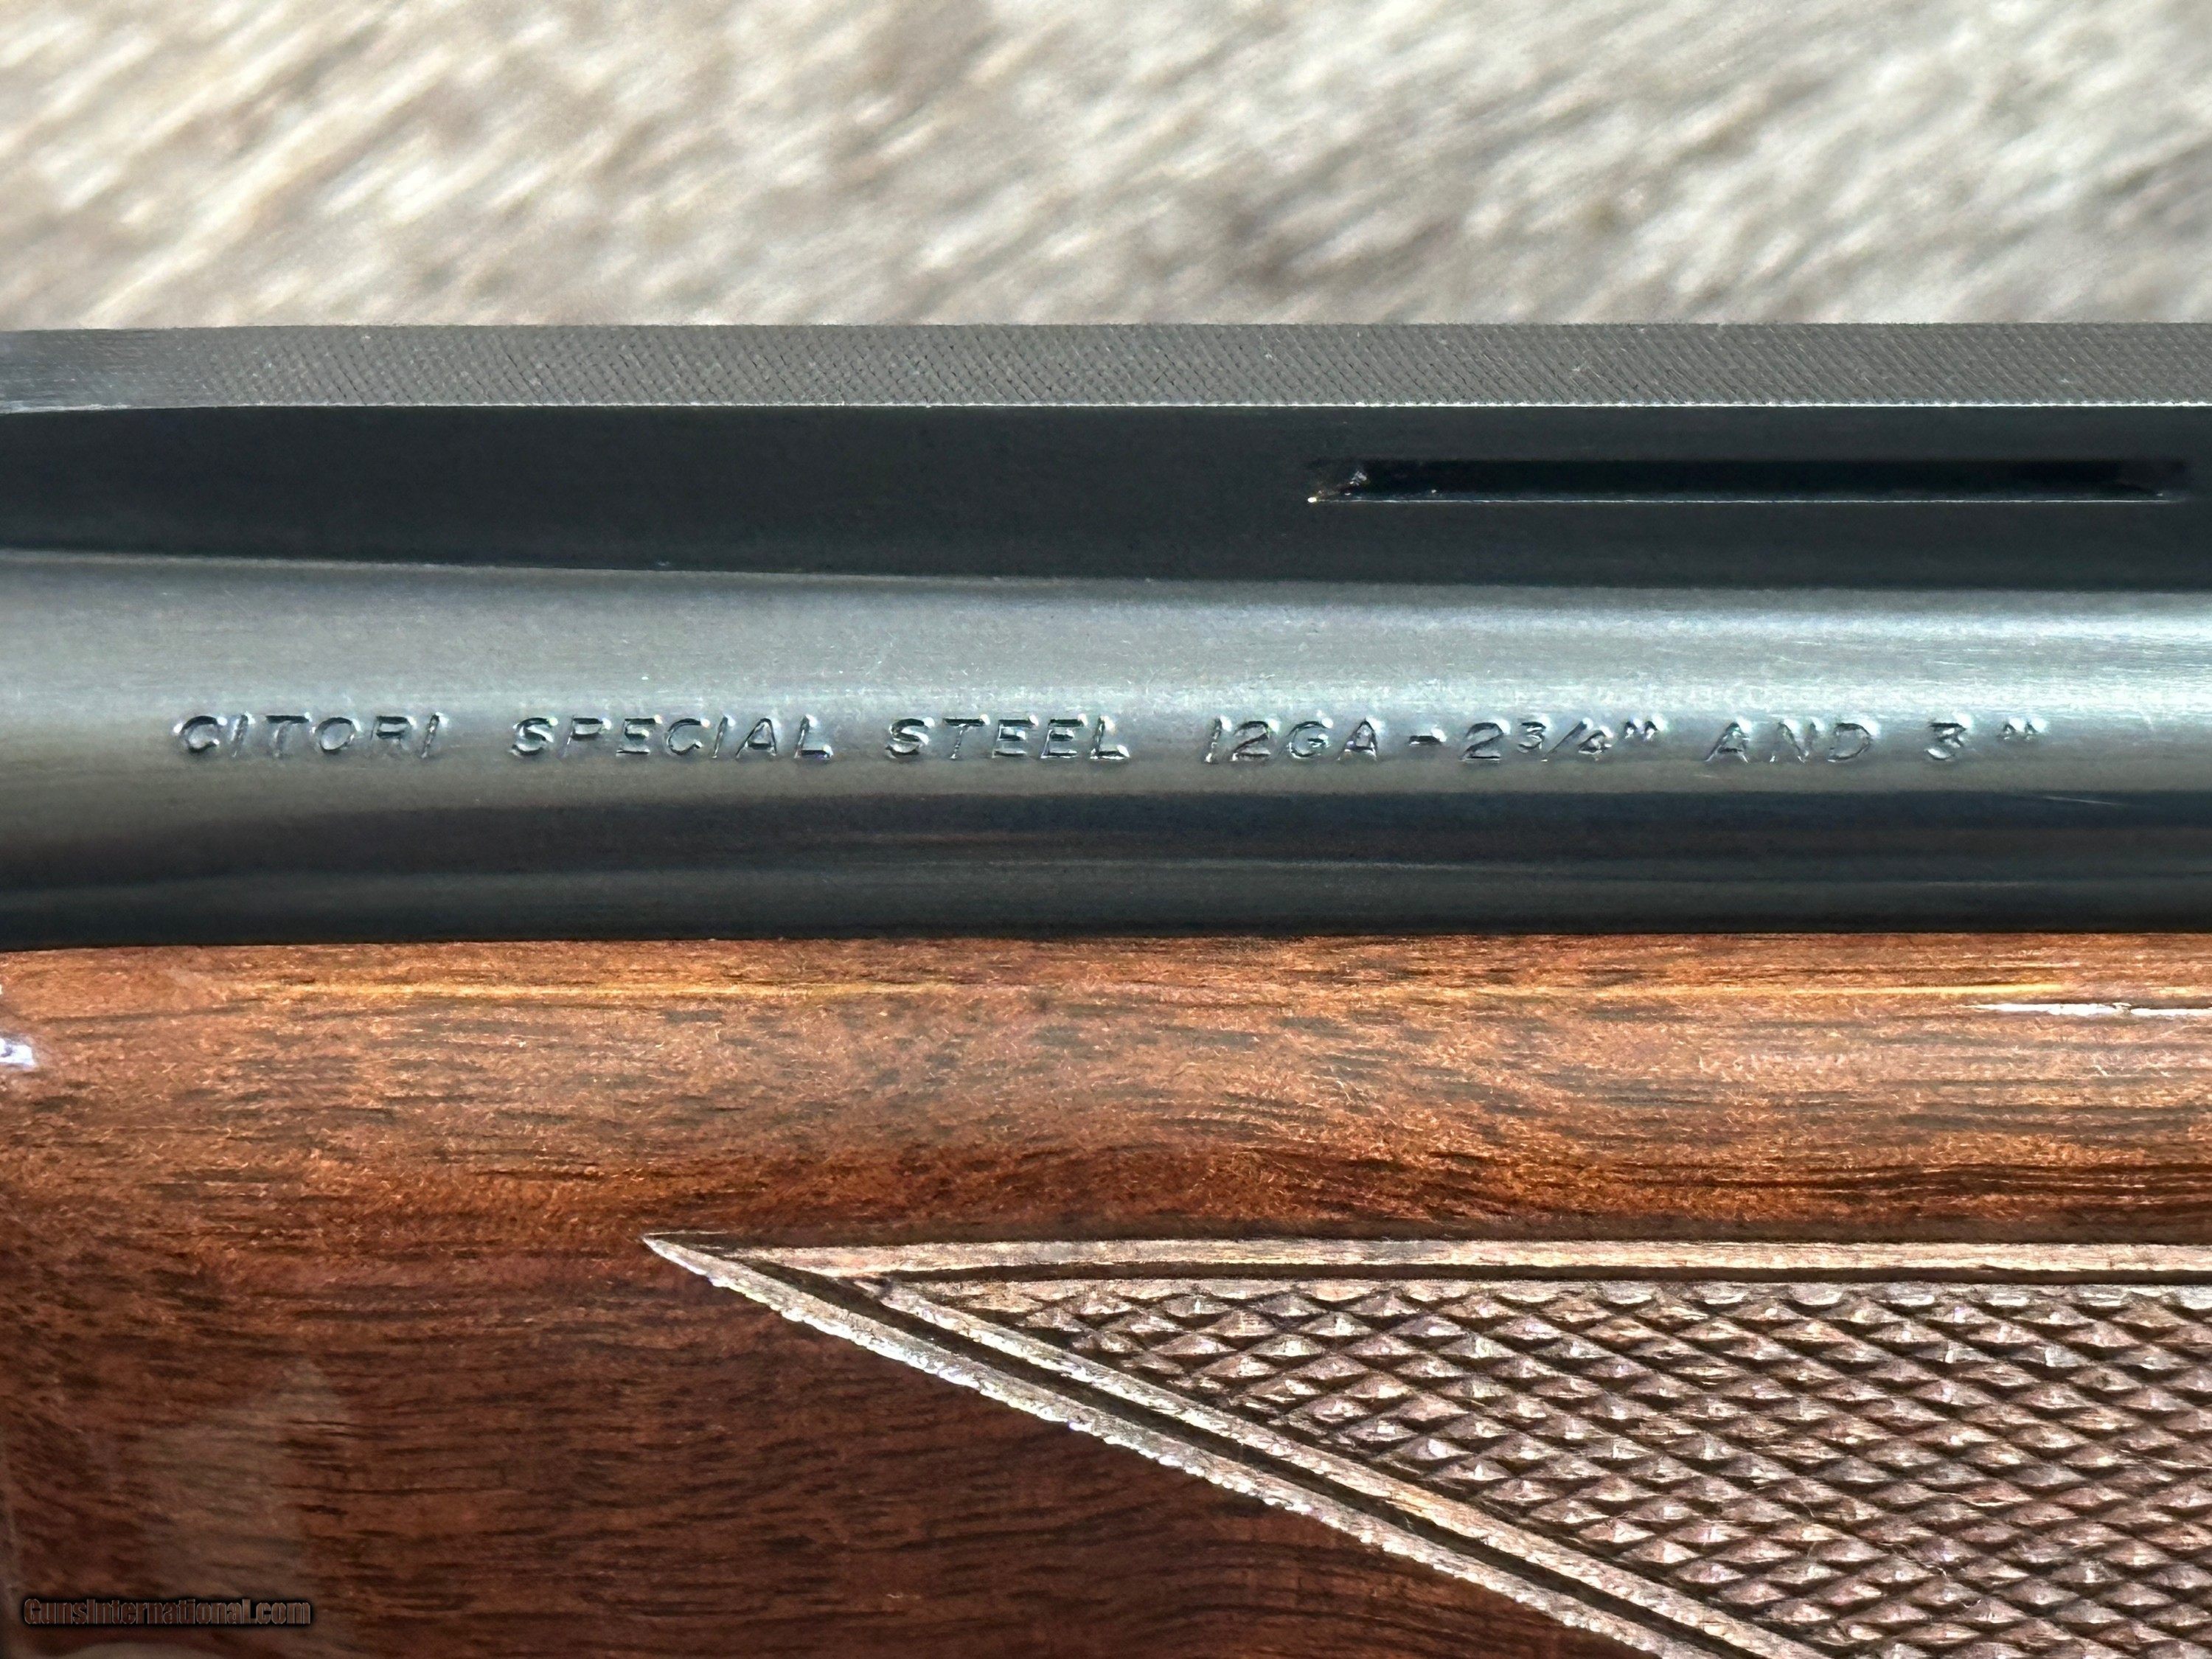 CITORI SPECIAL STEEL 12GA-2¾" AND 3"
GunsInternational.com